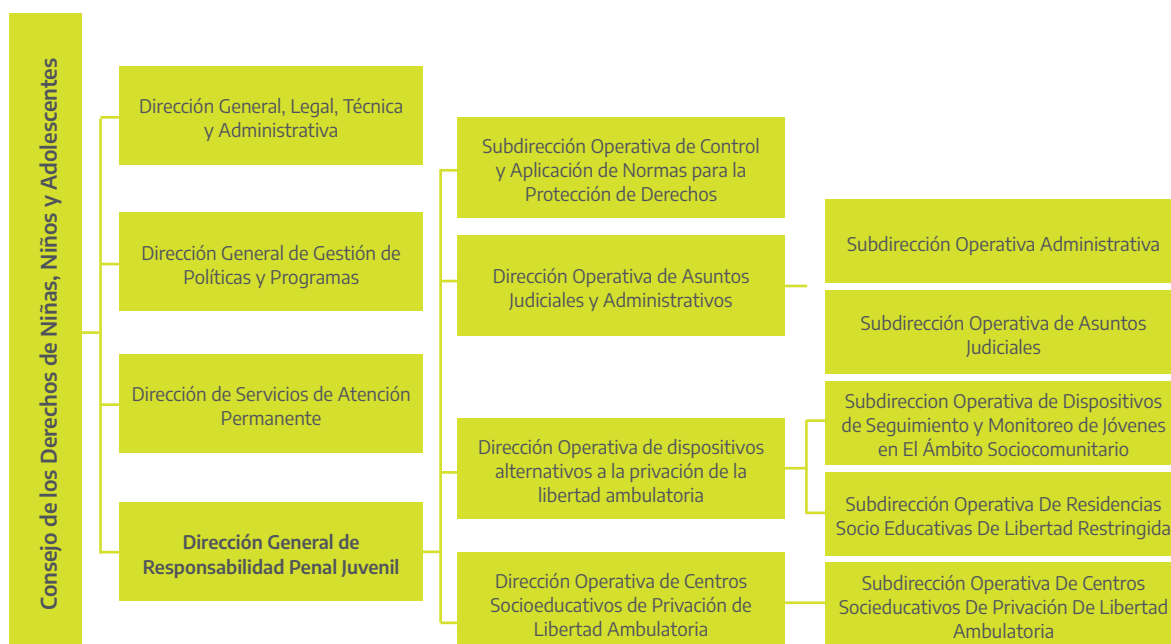 Consejo de los Derechos de Niñas, Niños y Adolescentes
Dirección General, Legal, Técnica
y Administrativa
Dirección General de Gestión de
Políticas y Programas
Dirección de Servicios de Atención
Permanente
Dirección General de
Responsabilidad Penal Juvenil
Subdirección Operativa de Control
y Aplicación de Normas para la
Protección de Derechos
Dirección Operativa de Asuntos
Judiciales y Administrativos
Dirección Operativa de dispositivos
alternativos a la privación de la
libertad ambulatoria
Dirección Operativa de Centros
Socioeducativos de Privación de
Libertad Ambulatoria
Subdirección Operativa Administrativa
Subdirección Operativa de Asuntos
Judiciales
Subdireccion Operativa de Dispositivos
de Seguimiento y Monitoreo de Jóvenes
en El Ámbito Sociocomunitario
Subdirección Operativa De Residencias
Socio Educativas De Libertad Restringida
Subdirección Operativa De Centros
Socieducativos De Privación De Libertad
Ambulatoria